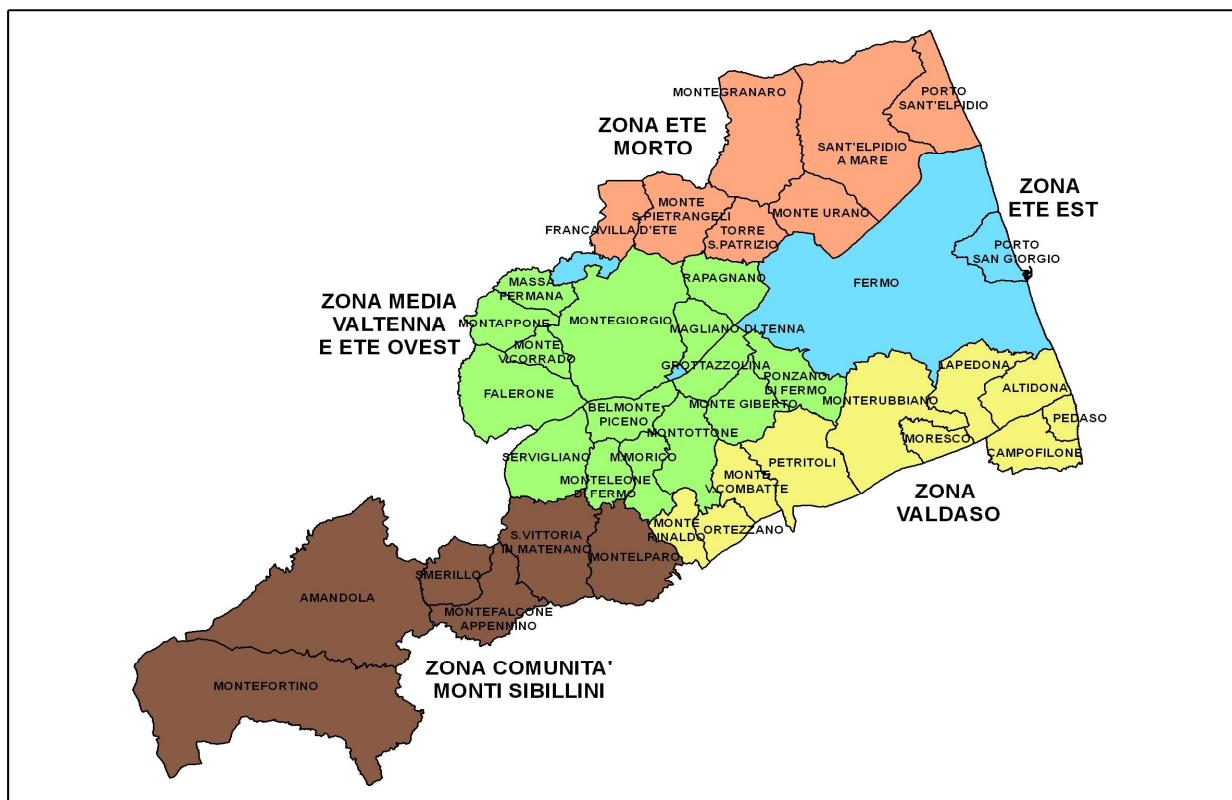 MONTEGRANARO
PORTO
SANT'ELPIDIO
ZONA ETE
MORTO
SANT'ELPIDIO
A MARE
ZONA
ETE EST
MONTE
S.PIETRANGELI
MONTE URANO
FRANCAVILLA D'ETE
TORRE
S.PATRIZIO
PORTO
SAN GIORGIO
MASSA
FERMANA
RAPAGNANO
FERMO
ZONA MEDIA
VALTENNA
E ETE OVEST
MONTAPPONE
MONTEGIORGIO
MAGLIANO DI TENNA
MONTE
V.CORRADO
GROTTAZZOLINA
PONZANO
DI FERMO
LAPEDONA
ALTIDONA
FALERONE
BELMONTE
PICENO
MONTE GIBERTO
MONTERUBBIANO
PEDASO
MONTOTTONE
MORESCO
CAMPOFILONE
SERVIGLIANO
M.MORICO
PETRITOLI
MONTELEONE
DI FERMO
MONTE
V.COMBATTE
ZONA
VALDASO
S.VITTORIA
IN MATENANO
MONTE
RINALDO
ORTEZZANO
MONTELPARO
SMERILLO
AMANDOLA
MONTEFALCONE
APPENNINO
ZONA COMUNITA'
MONTI SIBILLINI
MONTEFORTINO